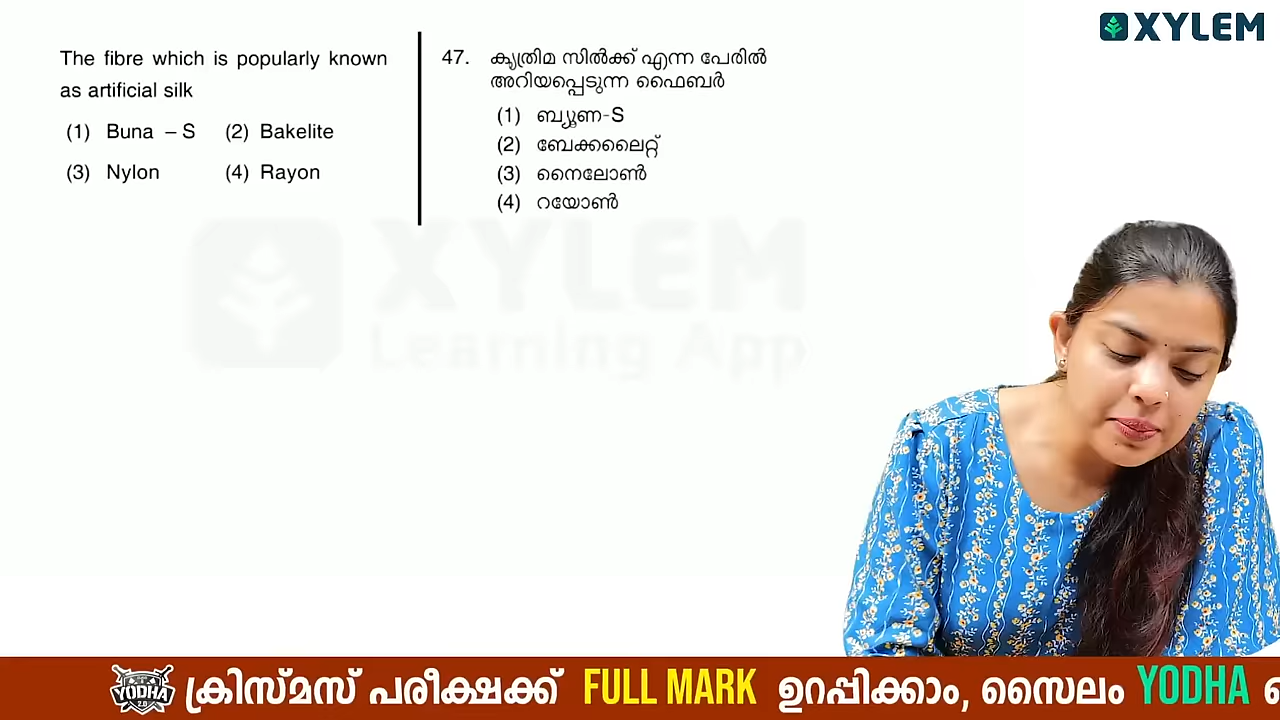 XYLEM
The fibre which is popularly known
as artificial silk
(1) Buna – S (2) Bakelite
(3) Nylon (4) Rayon
47. കൃത്രിമ സിൽക്ക് എന്ന പേരിൽ
അറിയപ്പെടുന്ന ഫൈബർ
(1) ബ്യൂണ-S
(2) ബേക്കലൈറ്റ്
(3) നൈലോൺ
(4) റയോൺ
XYLEM
Learning App
YODHA 2.0 ക്രിസ്മസ് പരീക്ഷക്ക് FULL MARK ഉറപ്പിക്കാം, സൈലം YODHA